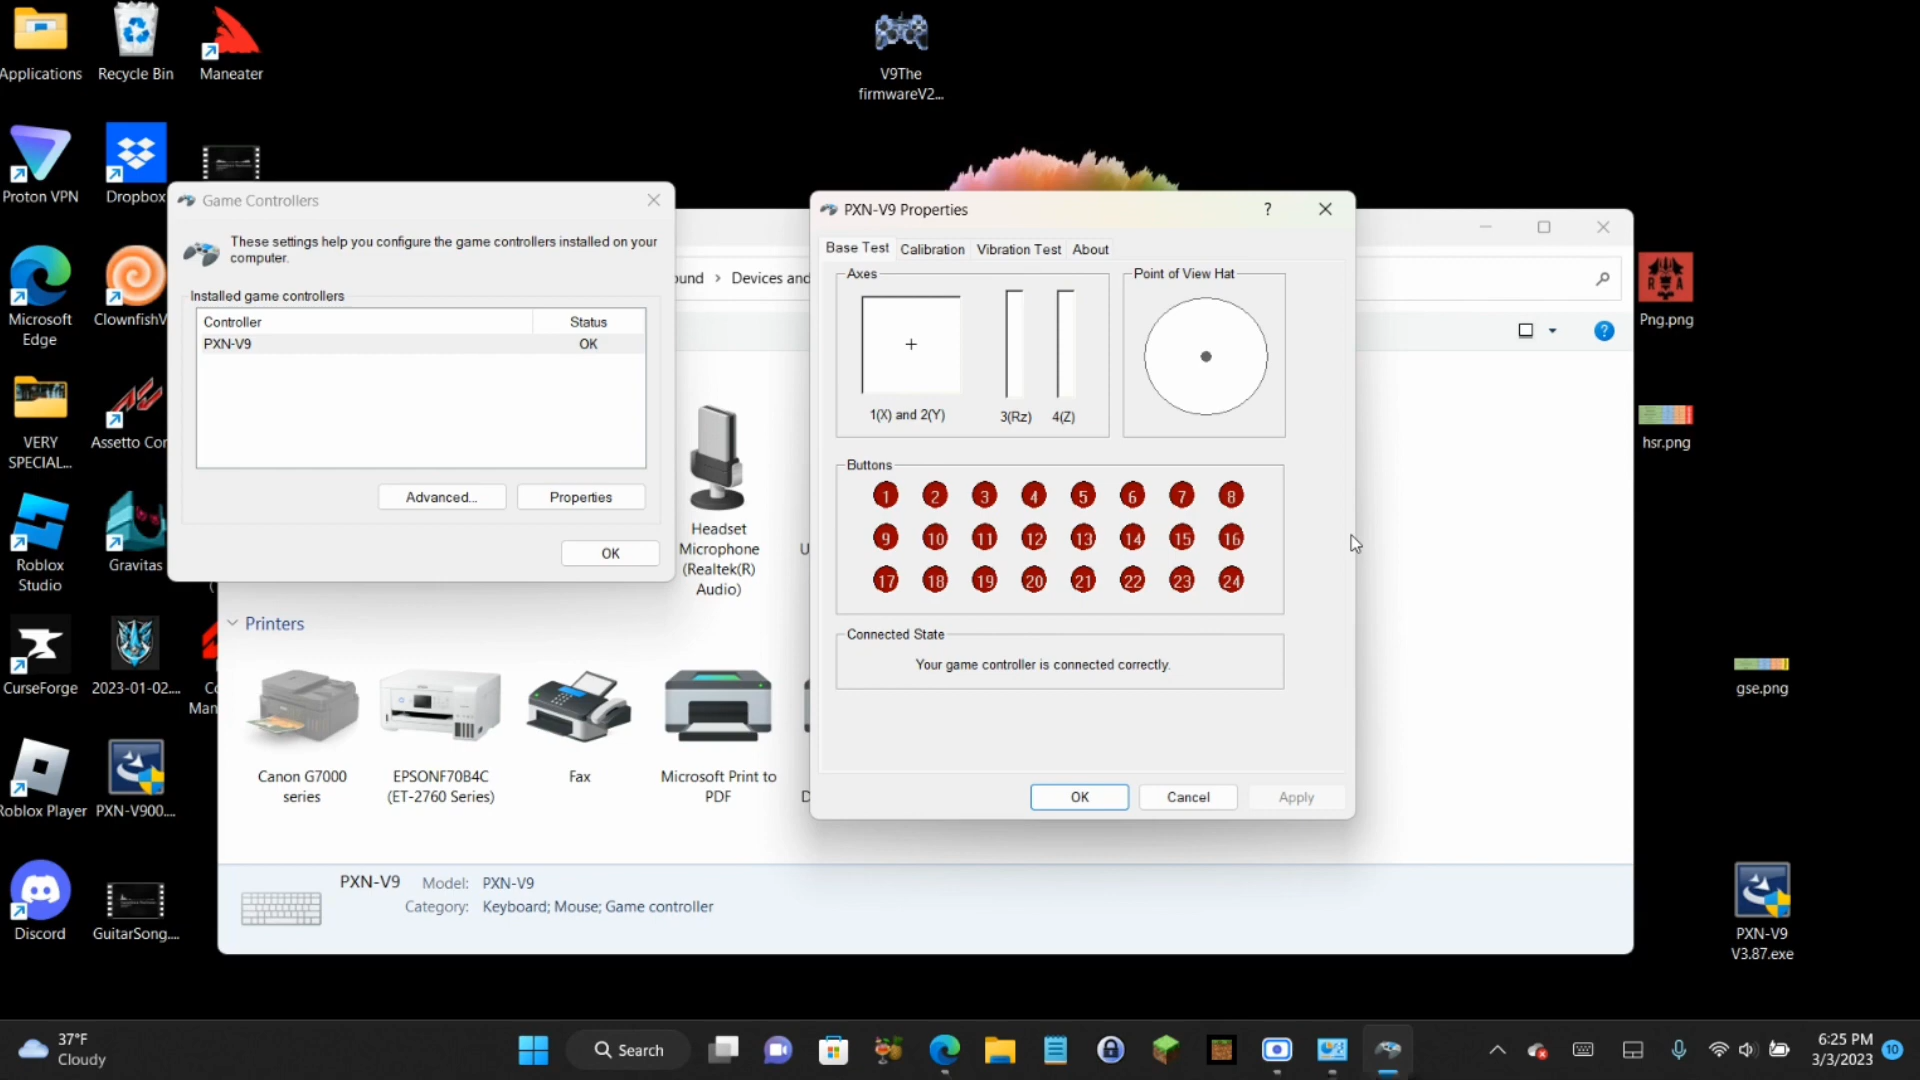 Applications
Recycle Bin
Maneater
V9The
firmwareV2...
Proton VPN
Dropbox
Microsoft
Edge
ClownfishV
VERY
SPECIAL...
Assetto Cor
Roblox
Studio
Gravitas
CurseForge
2023-01-02....
Roblox Player
PXN-V900....
Discord
GuitarSong....
Game Controllers
These settings help you configure the game controllers installed on your
computer.
Installed game controllers
Controller Status
PXN-V9 OK
Advanced... Properties
OK
ound > Devices and
Headset
Microphone
(Realtek(R)
Audio)
Printers
Canon G7000
series
EPSONF70B4C
(ET-2760 Series)
Fax
Microsoft Print to
PDF
PXN-V9 Model: PXN-V9
Category: Keyboard; Mouse; Game controller
PXN-V9 Properties ?
Base Test Calibration Vibration Test About
Axes
Point of View Hat
1(X) and 2(Y) 3(Rz) 4(Z)
Buttons
1 2 3 4 5 6 7 8
9 10 11 12 13 14 15 16
17 18 19 20 21 22 23 24
Connected State
Your game controller is connected correctly.
OK Cancel Apply
?
Png.png
hsr.png
gse.png
PXN-V9
V3.87.exe
37°F
Cloudy
Search
6:25 PM
3/3/2023
10